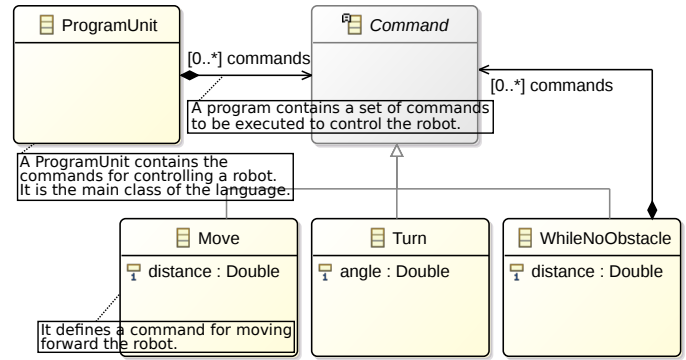 ProgramUnit
Command
[0..*] commands
[0..*] commands
A program contains a set of commands
to be executed to control the robot.
A ProgramUnit contains the
commands for controlling a robot.
It is the main class of the language.
Move
Turn
WhileNoObstacle
distance : Double
angle : Double
distance : Double
It defines a command for moving
forward the robot.